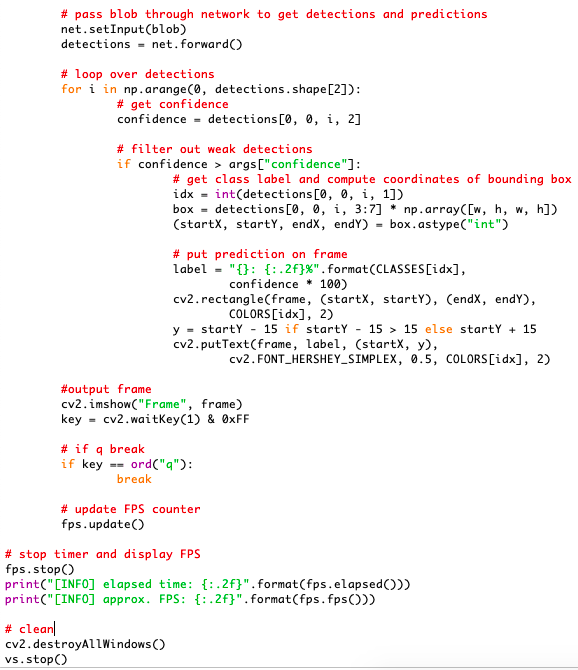 # pass blob through network to get detections and predictions
net.setInput(blob)
detections = net.forward()
# loop over detections
for i in np.arange(0, detections.shape[2]):
# get confidence
confidence = detections[0, 0, i, 2]
# filter out weak detections
if confidence > args["confidence"]:
# get class label and compute coordinates of bounding box
idx = int(detections[0, 0, i, 1])
box = detections[0, 0, i, 3:7] * np.array([w, h, w, h])
(startX, startY, endX, endY) = box.astype("int")
# put prediction on frame
label = "{}: {:.2f}%".format(CLASSES[idx],
confidence * 100)
cv2.rectangle(frame, (startX, startY), (endX, endY),
COLORS[idx], 2)
y = startY - 15 if startY - 15 > 15 else startY + 15
cv2.putText(frame, label, (startX, y),
cv2.FONT_HERSHEY_SIMPLEX, 0.5, COLORS[idx], 2)
#output frame
cv2.imshow("Frame", frame)
key = cv2.waitKey(1) & 0xFF
# if q break
if key == ord("q"):
break
# update FPS counter
fps.update()
# stop timer and display FPS
fps.stop()
print("[INFO] elapsed time: {:.2f}".format(fps.elapsed()))
print("[INFO] approx. FPS: {:.2f}".format(fps.fps()))
# clean
cv2.destroyAllWindows()
vs.stop()